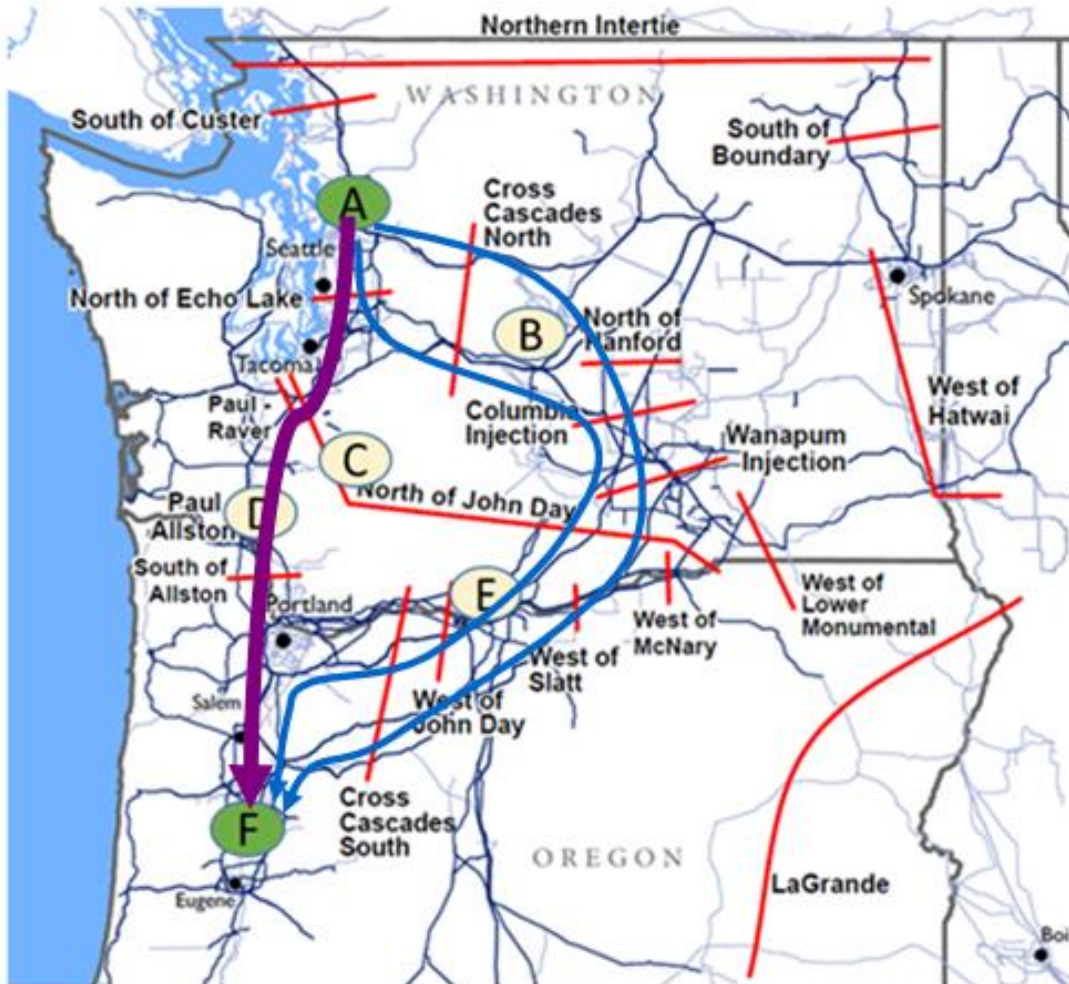 Northern Intertie
WASHINGTON
South of Custer
South of
Boundary
A
Cross
Cascades
North
Seattle
North of Echo Lake
Spokane
B
North of
Hanford
Tacoma
Paul -
Raver
Columbia
Injection
West of
Hatwai
Wanapum
Injection
C
North of John Day
Paul
Allston
D
South of
Allston
Portland
E
West of
Lower
Monumental
West of
McNary
West of
Slatt
Salem
West of
John Day
F
Cross
Cascades
South
OREGON
LaGrande
Eugene
Boi